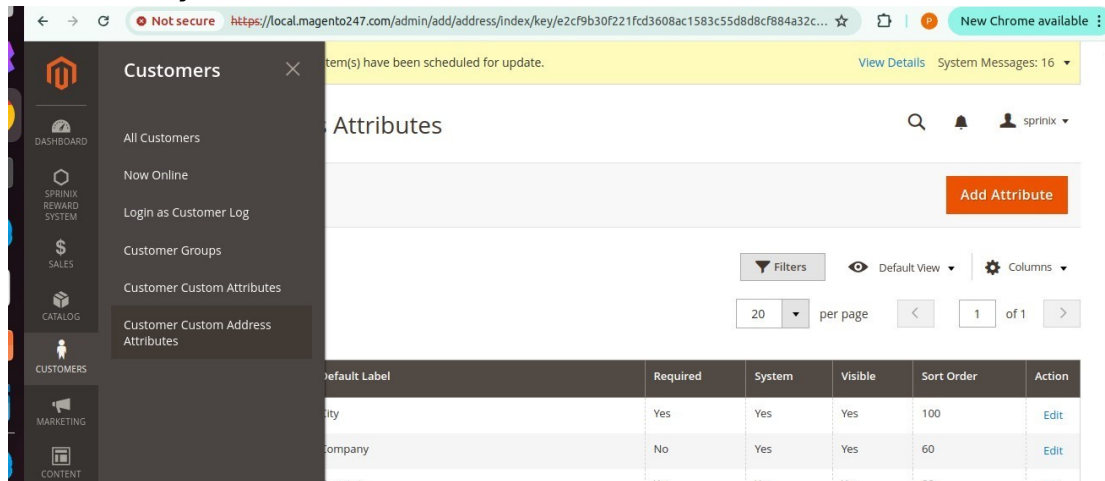 Not secure https://local.magento247.com/admin/add/address/index/key/e2cf9b30f221fcd3608ac1583c55d8d8cf884a32c...
P
New Chrome available
Customers
tem(s) have been scheduled for update.
View Details System Messages: 16
Attributes
sprinix
DASHBOARD
SPRINIX
REWARD
SYSTEM
SALES
CATALOG
CUSTOMERS
MARKETING
CONTENT
All Customers
Now Online
Login as Customer Log
Customer Groups
Customer Custom Attributes
Customer Custom Address
Attributes
Add Attribute
Filters Default View Columns
20 per page 1 of 1
Default Label Required System Visible Sort Order Action
City Yes Yes Yes 100 Edit
Company No Yes Yes 60 Edit